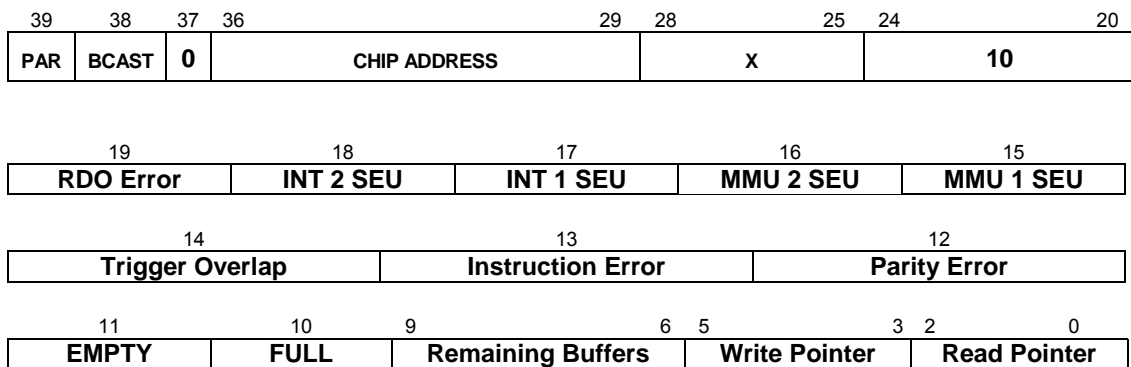 39 38 37 36 29 28 25 24 20
PAR BCAST 0 CHIP ADDRESS X 10
19 18 17 16 15
RDO Error INT 2 SEU INT 1 SEU MMU 2 SEU MMU 1 SEU
14 13 12
Trigger Overlap Instruction Error Parity Error
11 10 9 6 5 3 2 0
EMPTY FULL Remaining Buffers Write Pointer Read Pointer